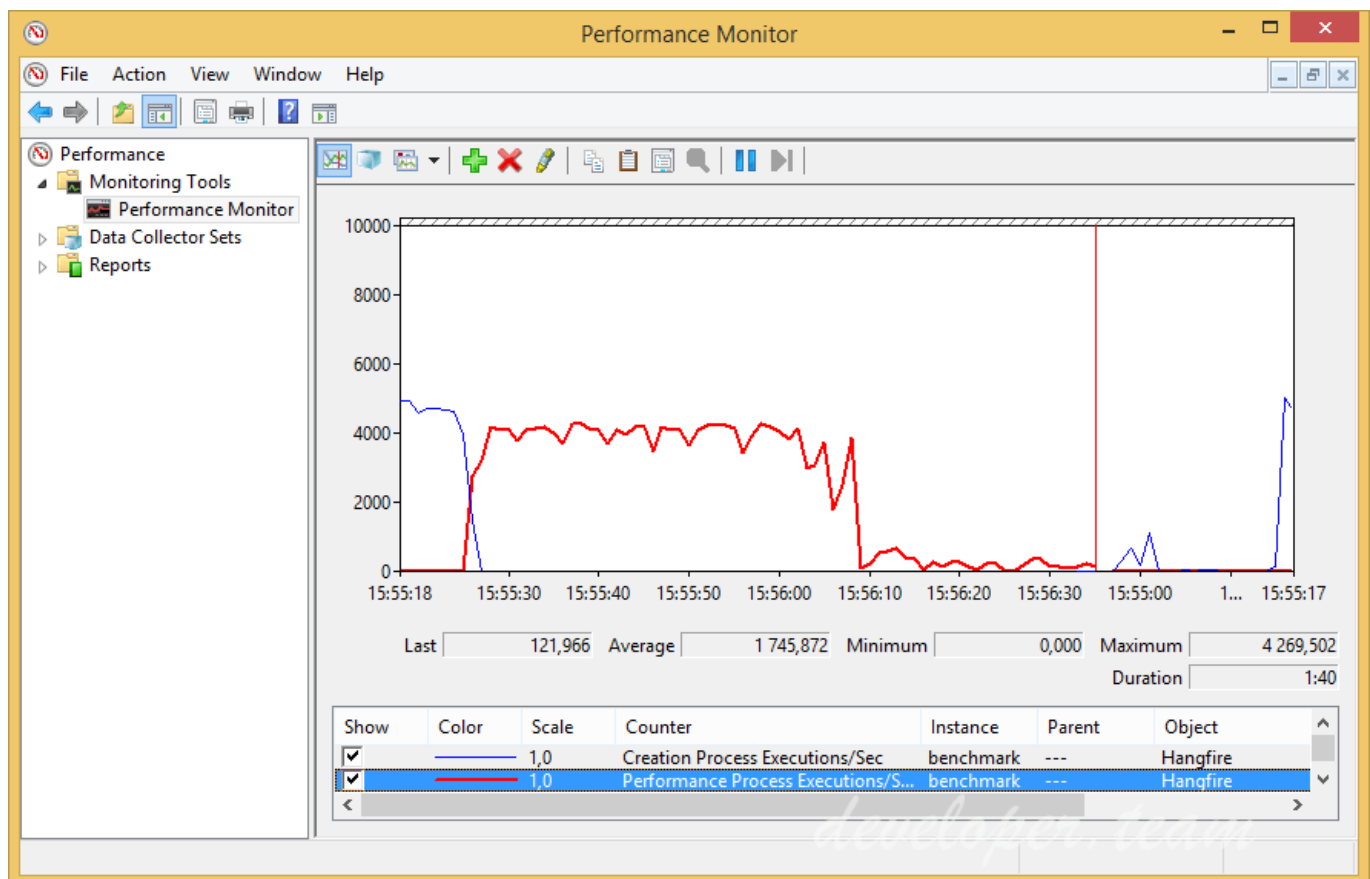 Performance Monitor
File Action View Window Help
Performance
Monitoring Tools
Performance Monitor
Data Collector Sets
Reports
10000
8000
6000
4000
2000
0
15:55:18 15:55:30 15:55:40 15:55:50 15:56:00 15:56:10 15:56:20 15:56:30 15:55:00 1... 15:55:17
Last 121,966 Average 1 745,872 Minimum 0,000 Maximum 4 269,502
Duration 1:40
Show Color Scale Counter Instance Parent Object
1,0 Creation Process Executions/Sec benchmark --- Hangfire
1,0 Performance Process Executions/S... benchmark --- Hangfire
developer.team